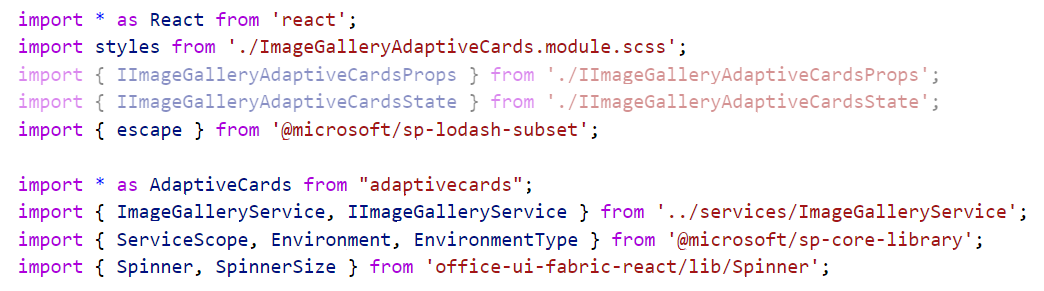 import * as React from 'react';
import styles from './ImageGalleryAdaptiveCards.module.scss';
import { IImageGalleryAdaptiveCardsProps } from './IImageGalleryAdaptiveCardsProps';
import { IImageGalleryAdaptiveCardsState } from './IImageGalleryAdaptiveCardsState';
import { escape } from '@microsoft/sp-lodash-subset';
import * as AdaptiveCards from "adaptivecards";
import { ImageGalleryService, IImageGalleryService } from '../services/ImageGalleryService';
import { ServiceScope, Environment, EnvironmentType } from '@microsoft/sp-core-library';
import { Spinner, SpinnerSize } from 'office-ui-fabric-react/lib/Spinner';